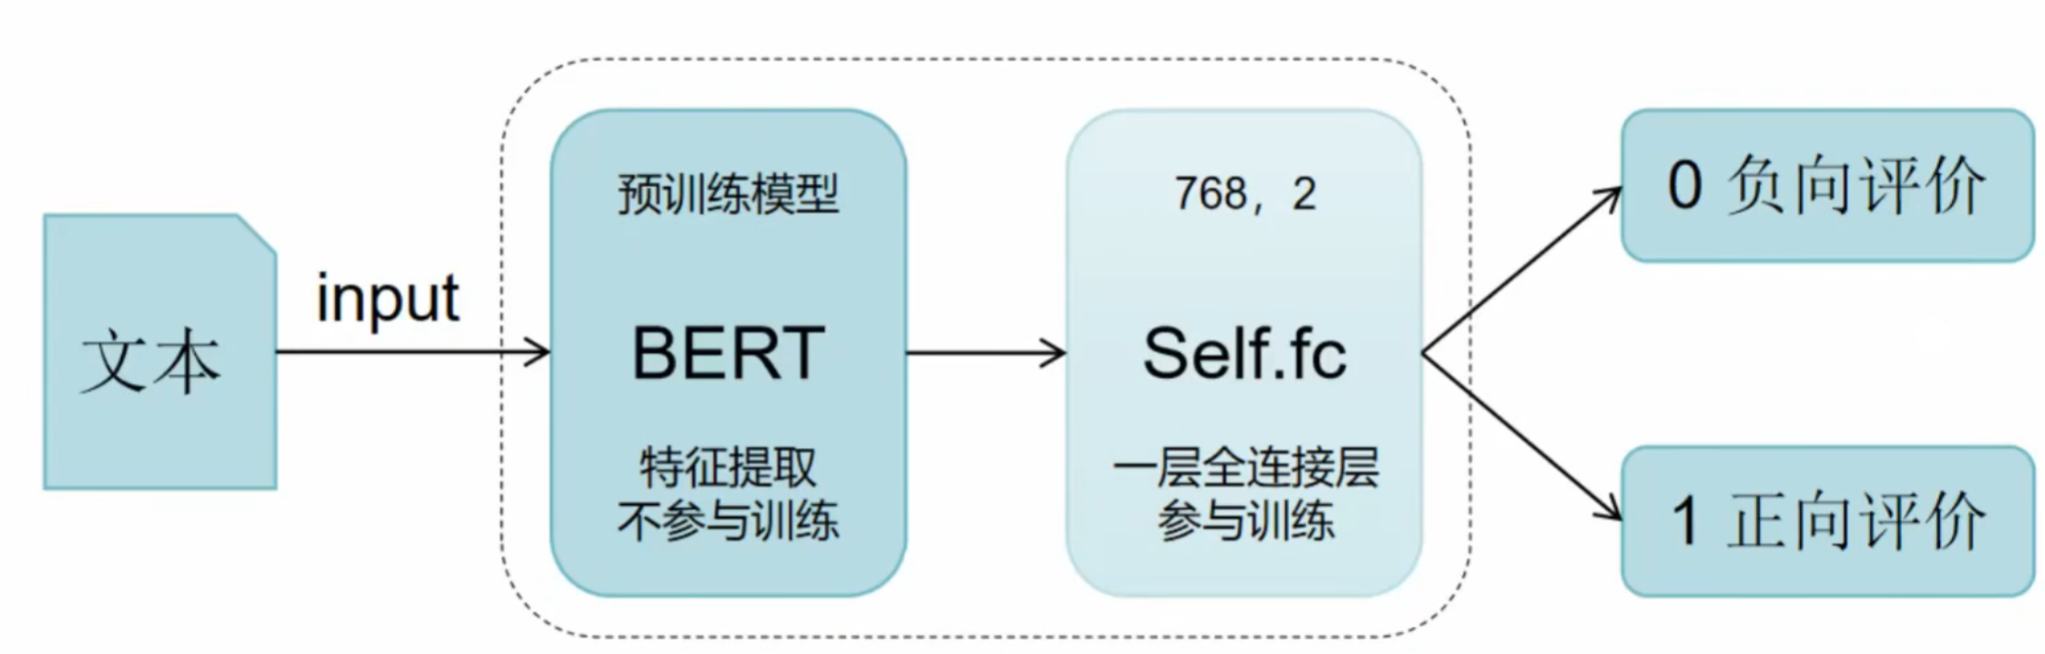 文本
input
预训练模型
BERT
特征提取
不参与训练
768，2
Self.fc
一层全连接层
参与训练
0 负向评价
1 正向评价